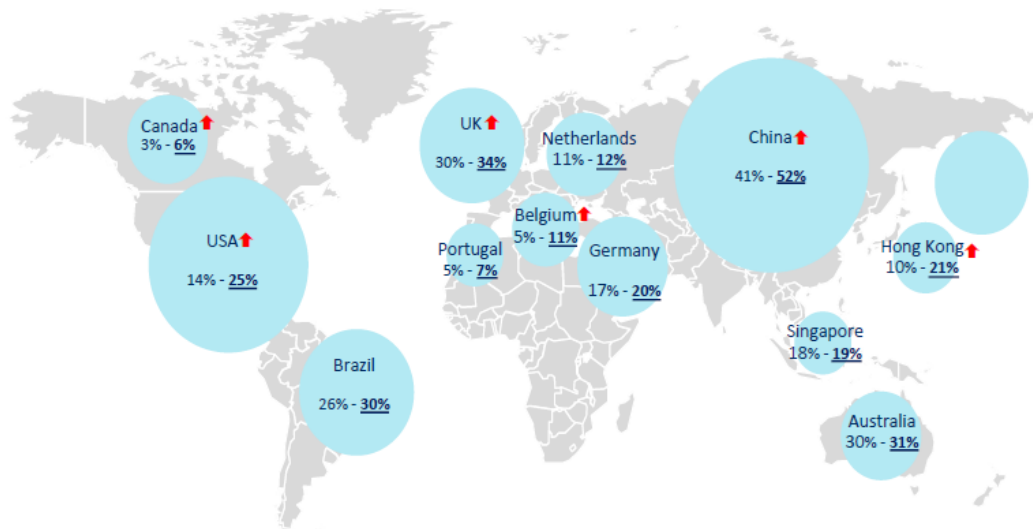 Canada
3% - 6%
UK
30% - 34%
Netherlands
11% - 12%
China
41% - 52%
USA
14% - 25%
Portugal
5% - 7%
Belgium
5% - 11%
Germany
17% - 20%
Hong Kong
10% - 21%
Singapore
18% - 19%
Brazil
26% - 30%
Australia
30% - 31%